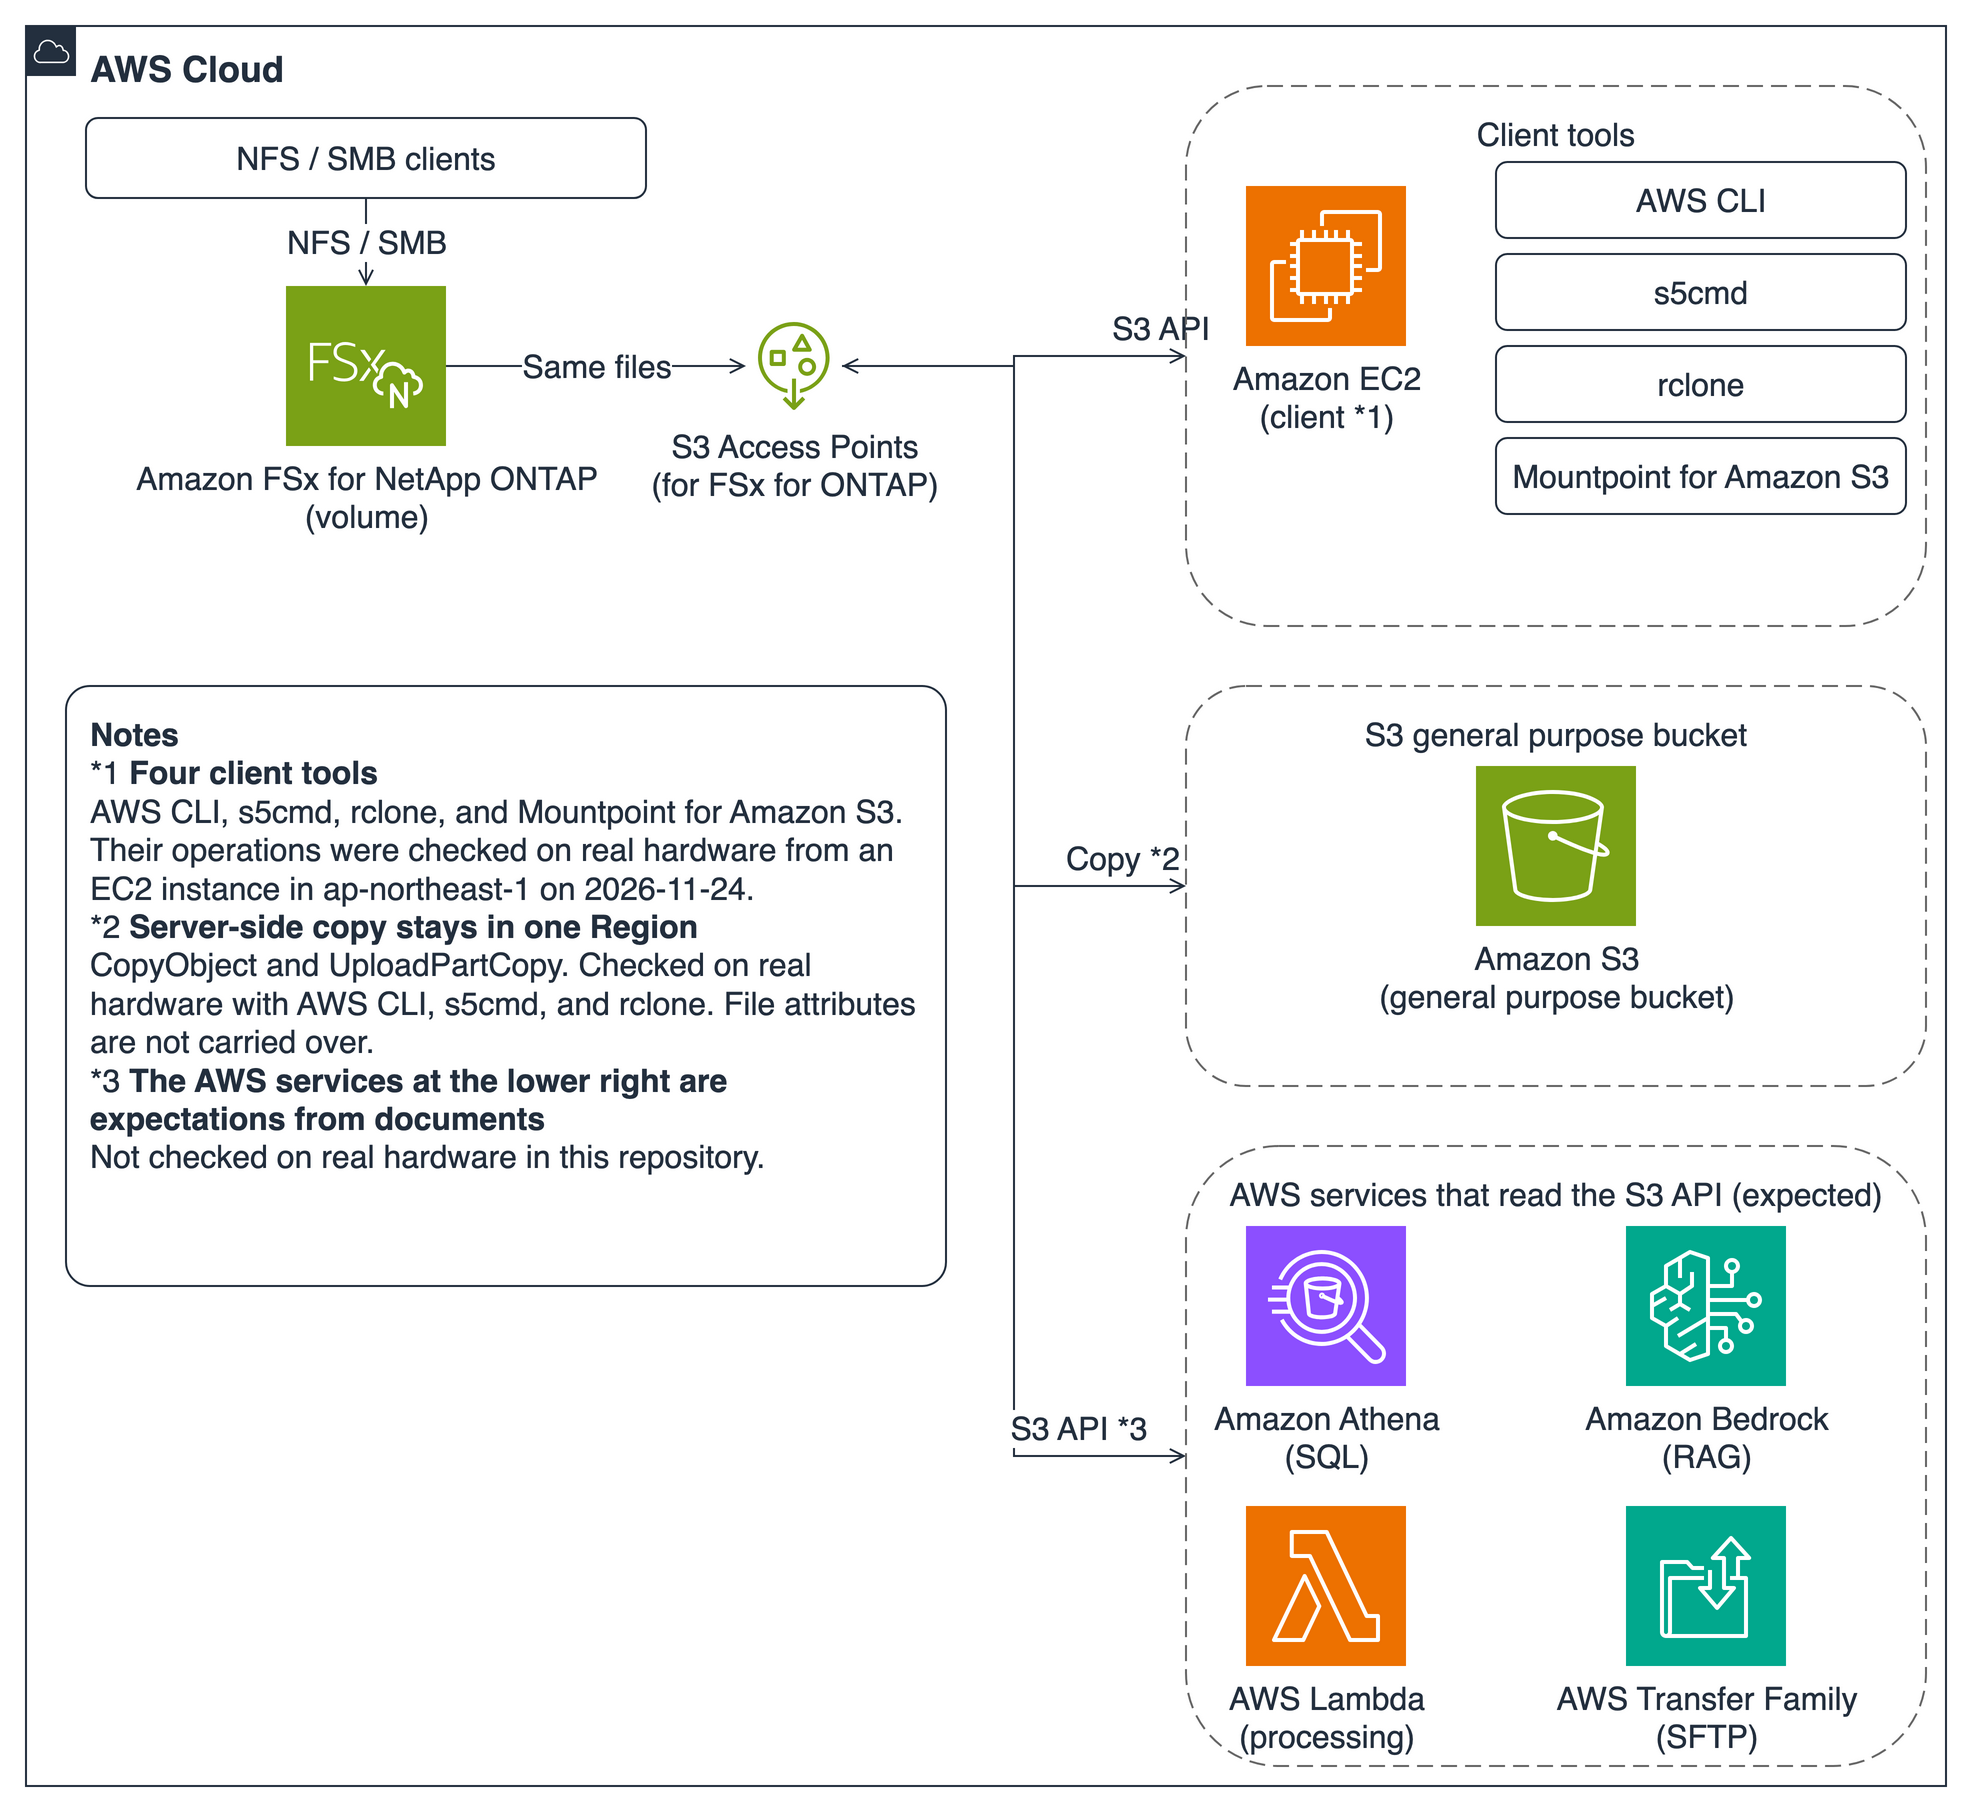 AWS Cloud
NFS / SMB clients
NFS / SMB
FSx
N
Same files
Amazon FSx for NetApp ONTAP
(volume)
S3 Access Points
(for FSx for ONTAP)
S3 API
Client tools
Amazon EC2
(client *1)
AWS CLI
s5cmd
rclone
Mountpoint for Amazon S3
Notes
*1 Four client tools
AWS CLI, s5cmd, rclone, and Mountpoint for Amazon S3.
Their operations were checked on real hardware from an
EC2 instance in ap-northeast-1 on 2026-11-24.
*2 Server-side copy stays in one Region
CopyObject and UploadPartCopy. Checked on real
hardware with AWS CLI, s5cmd, and rclone. File attributes
are not carried over.
*3 The AWS services at the lower right are
expectations from documents
Not checked on real hardware in this repository.
Copy *2
S3 general purpose bucket
Amazon S3
(general purpose bucket)
S3 API *3
AWS services that read the S3 API (expected)
Amazon Athena
(SQL)
Amazon Bedrock
(RAG)
AWS Lambda
(processing)
AWS Transfer Family
(SFTP)